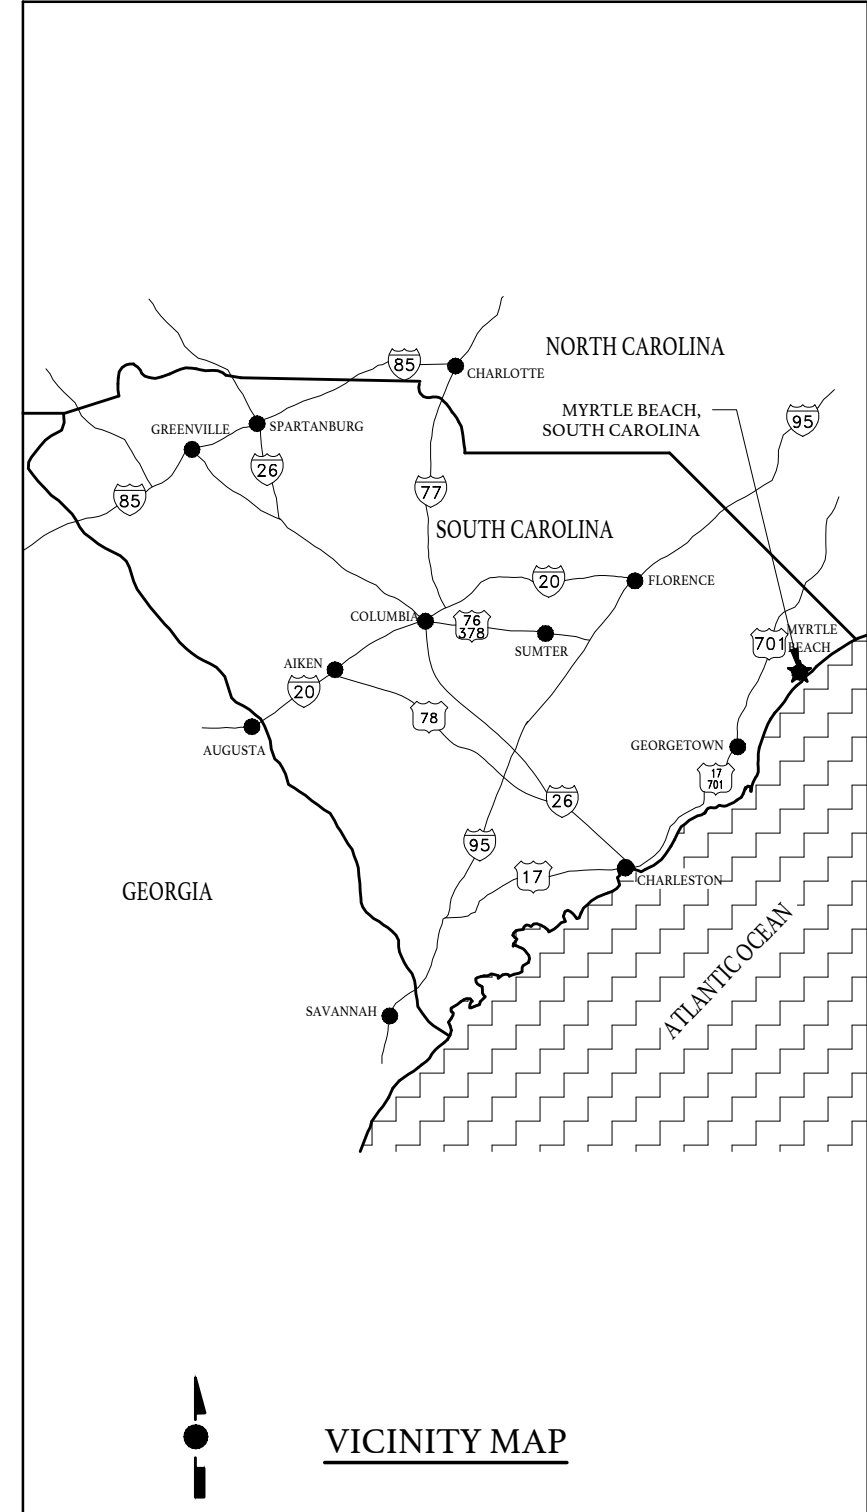 NORTH CAROLINA
85
CHARLOTTE
MYRTLE BEACH,
SOUTH CAROLINA
95
GREENVILLE
SPARTANBURG
26
85
77
SOUTH CAROLINA
20
FLORENCE
COLUMBIA
76
378
SUMTER
701
MYRTLE
BEACH
AIKEN
20
78
AUGUSTA
GEORGETOWN
17
701
26
95
17
CHARLESTON
GEORGIA
ATLANTIC OCEAN
SAVANNAH
VICINITY MAP